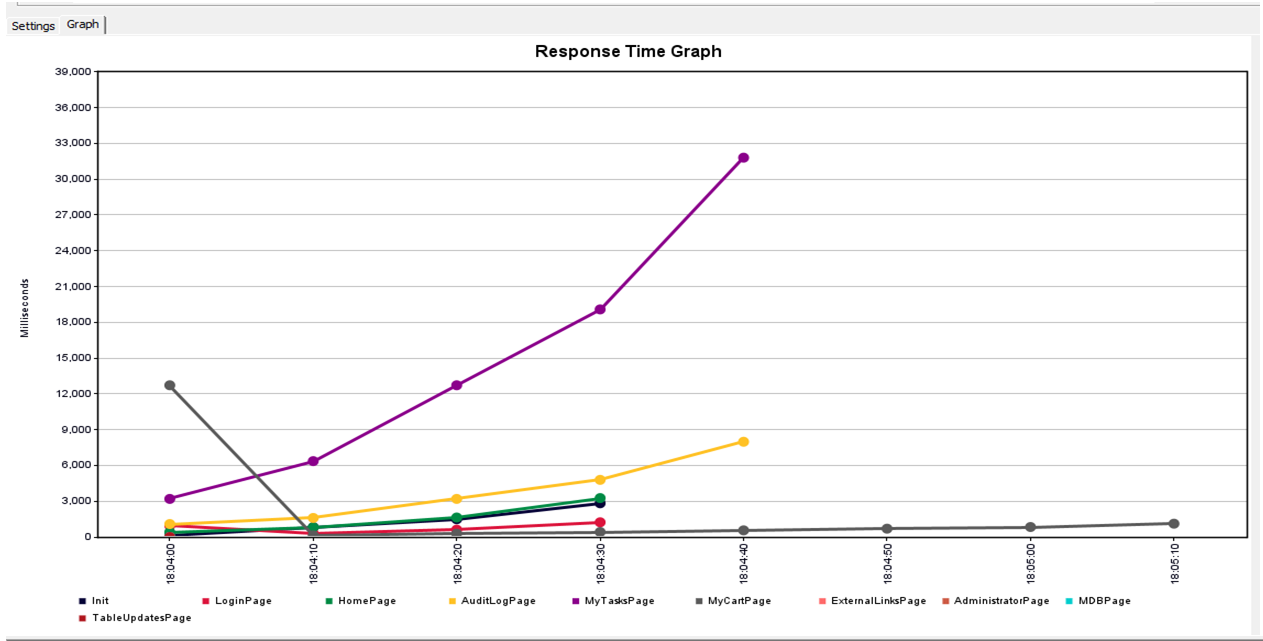 Settings Graph
Response Time Graph
39,000
36,000
33,000
30,000
27,000
24,000
21,000
18,000
15,000
12,000
9,000
6,000
3,000
0
Milliseconds
18:04:00 18:04:10 18:04:20 18:04:30 18:04:40 18:04:50 18:05:00 18:05:10
Init LoginPage HomePage AuditLogPage MyTasksPage MyCartPage ExternalLinksPage AdministratorPage MDBPage
TableUpdatesPage